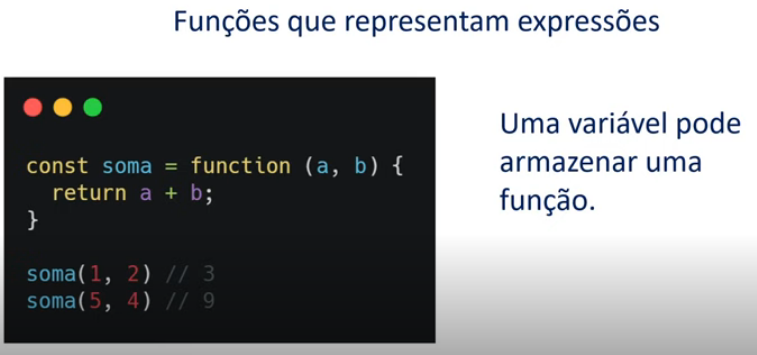 Funções que representam expressões
const soma = function (a, b) {
  return a + b;
}
soma(1, 2) // 3
soma(5, 4) // 9
Uma variável pode
armazenar uma
função.